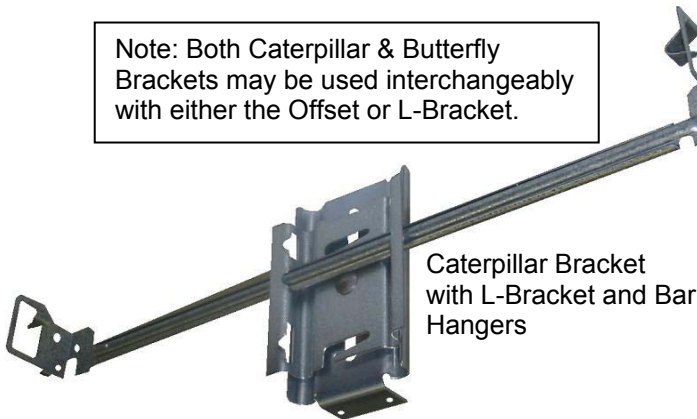 Note: Both Caterpillar & Butterfly
Brackets may be used interchangeably
with either the Offset or L-Bracket.
Caterpillar Bracket
with L-Bracket and Bar
Hangers